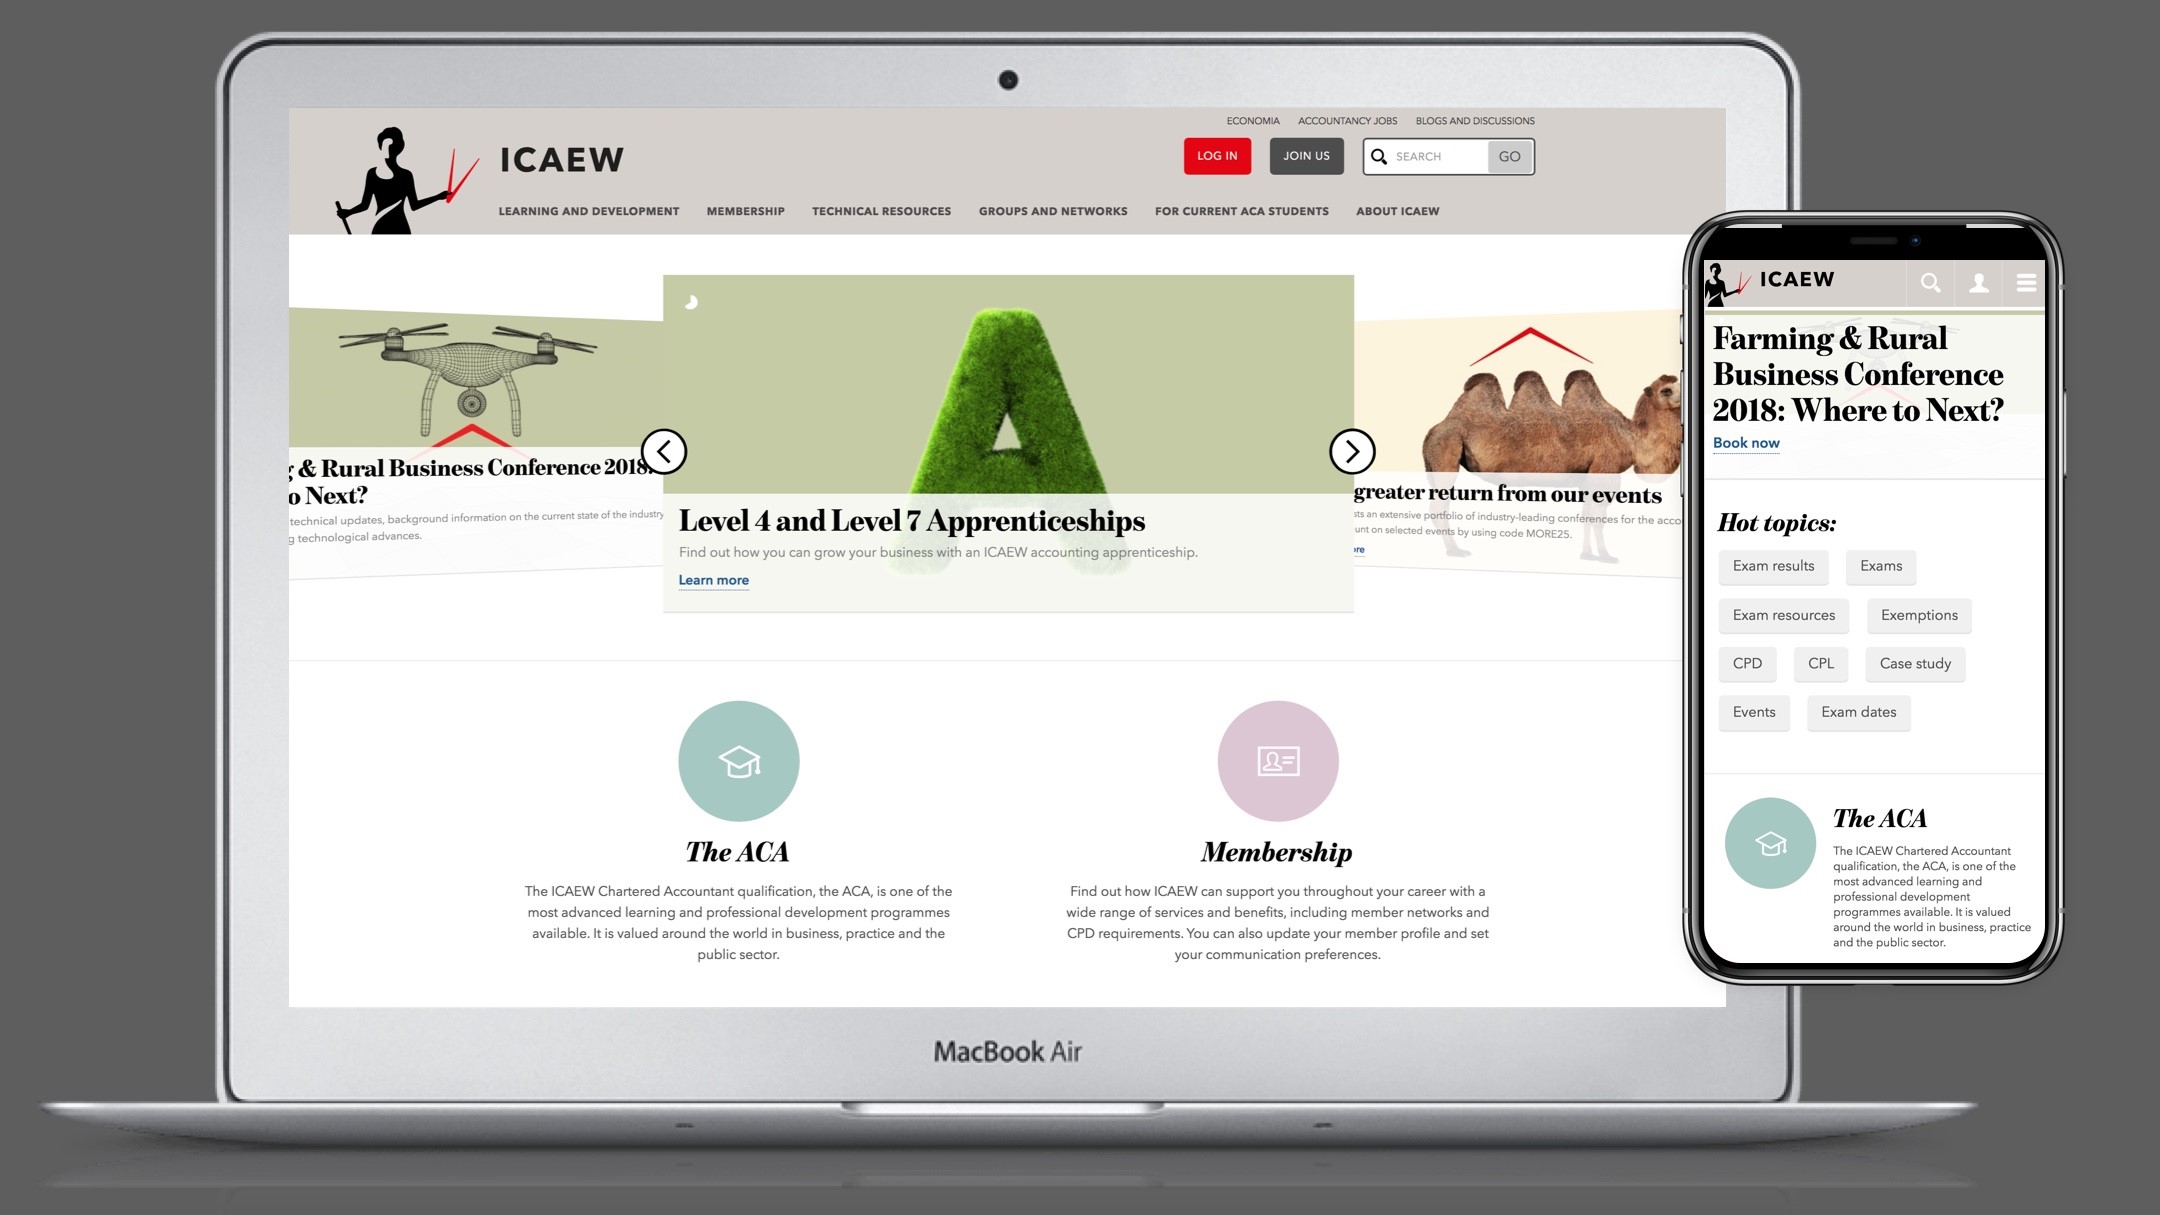 ECONOMIA ACCOUNTANCY JOBS BLOGS AND DISCUSSIONS
ICAEW
LOG IN JOIN US SEARCH GO
LEARNING AND DEVELOPMENT MEMBERSHIP TECHNICAL RESOURCES GROUPS AND NETWORKS FOR CURRENT ACA STUDENTS ABOUT ICAEW
& Rural Business Conference 2018:
o Next?
technical updates, background information on the current state of the industry
g technological advances.
A
Level 4 and Level 7 Apprenticeships
Find out how you can grow your business with an ICAEW accounting apprenticeship.
Learn more
greater return from our events
sts an extensive portfolio of industry-leading conferences for the acco
unt on selected events by using code MORE25.
ore
The ACA
The ICAEW Chartered Accountant qualification, the ACA, is one of the
most advanced learning and professional development programmes
available. It is valued around the world in business, practice and the
public sector.
Membership
Find out how ICAEW can support you throughout your career with a
wide range of services and benefits, including member networks and
CPD requirements. You can also update your member profile and set
your communication preferences.
MacBook Air
ICAEW
Farming & Rural
Business Conference
2018: Where to Next?
Book now
Hot topics:
Exam results Exams
Exam resources Exemptions
CPD CPL Case study
Events Exam dates
The ACA
The ICAEW Chartered Accountant
qualification, the ACA, is one of the
most advanced learning and
professional development
programmes available. It is valued
around the world in business, practice
and the public sector.